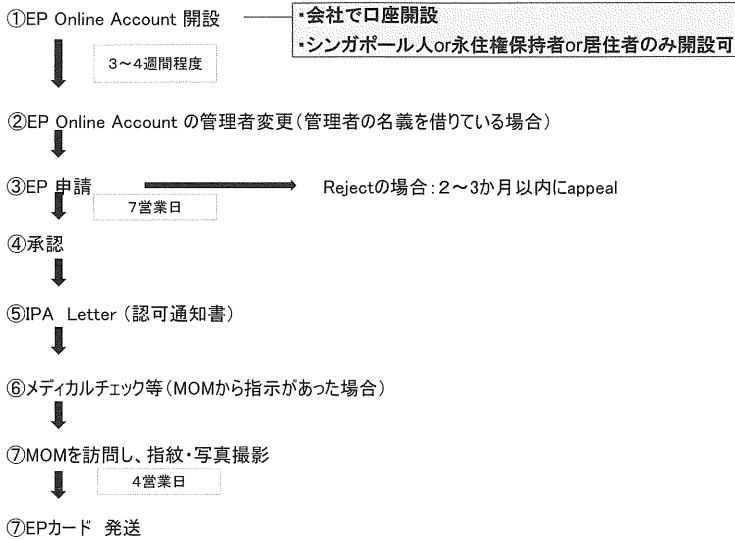 ①EP Online Account 開設
・会社で口座開設
・シンガポール人or永住権保持者or居住者のみ開設可
3～4週間程度
②EP Online Account の管理者変更(管理者の名義を借りている場合)
③EP 申請
Rejectの場合：2～3か月以内にappeal
7営業日
④承認
⑤IPA Letter (認可通知書)
⑥メディカルチェック等(MOMから指示があった場合)
⑦MOMを訪問し、指紋・写真撮影
4営業日
⑦EPカード 発送